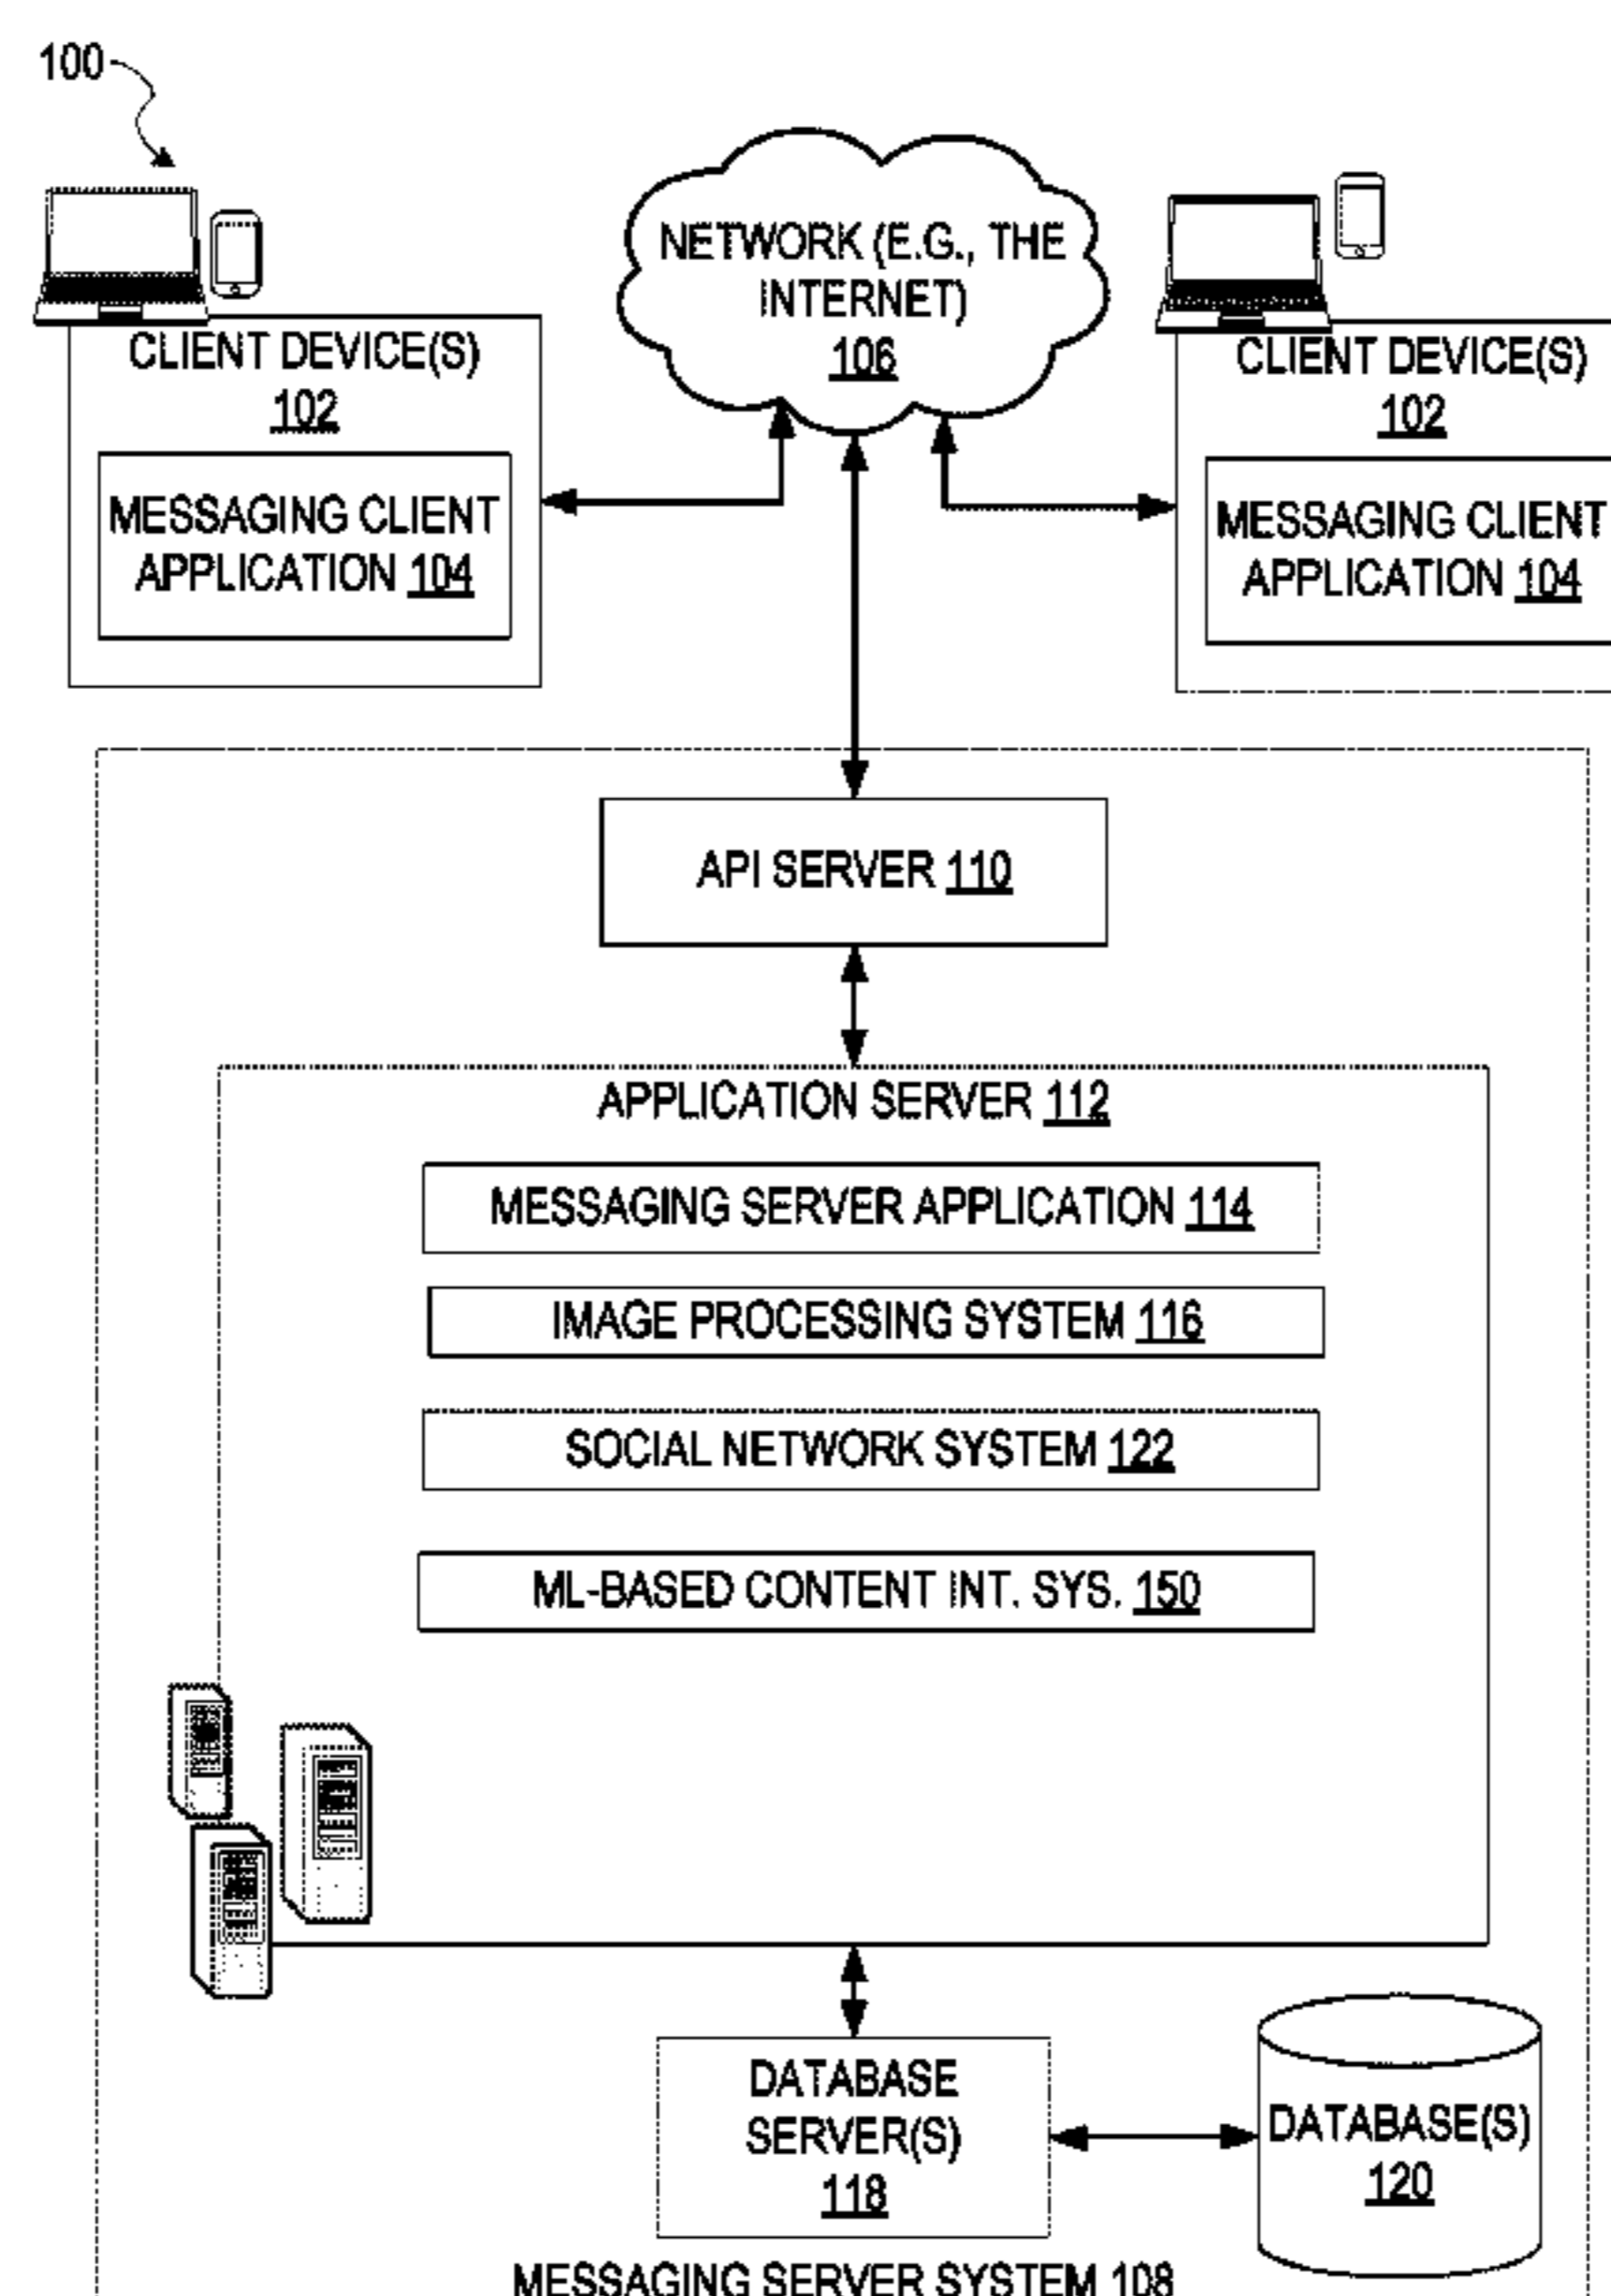 100
NETWORK (E.G., THE
INTERNET)
106
CLIENT DEVICE(S)
102
MESSAGING CLIENT
APPLICATION 104
CLIENT DEVICE(S)
102
MESSAGING CLIENT
APPLICATION 104
API SERVER 110
APPLICATION SERVER 112
MESSAGING SERVER APPLICATION 114
IMAGE PROCESSING SYSTEM 116
SOCIAL NETWORK SYSTEM 122
ML-BASED CONTENT INT. SYS. 150
DATABASE
SERVER(S)
118
DATABASE(S)
120
MESSAGING SERVER SYSTEM 108